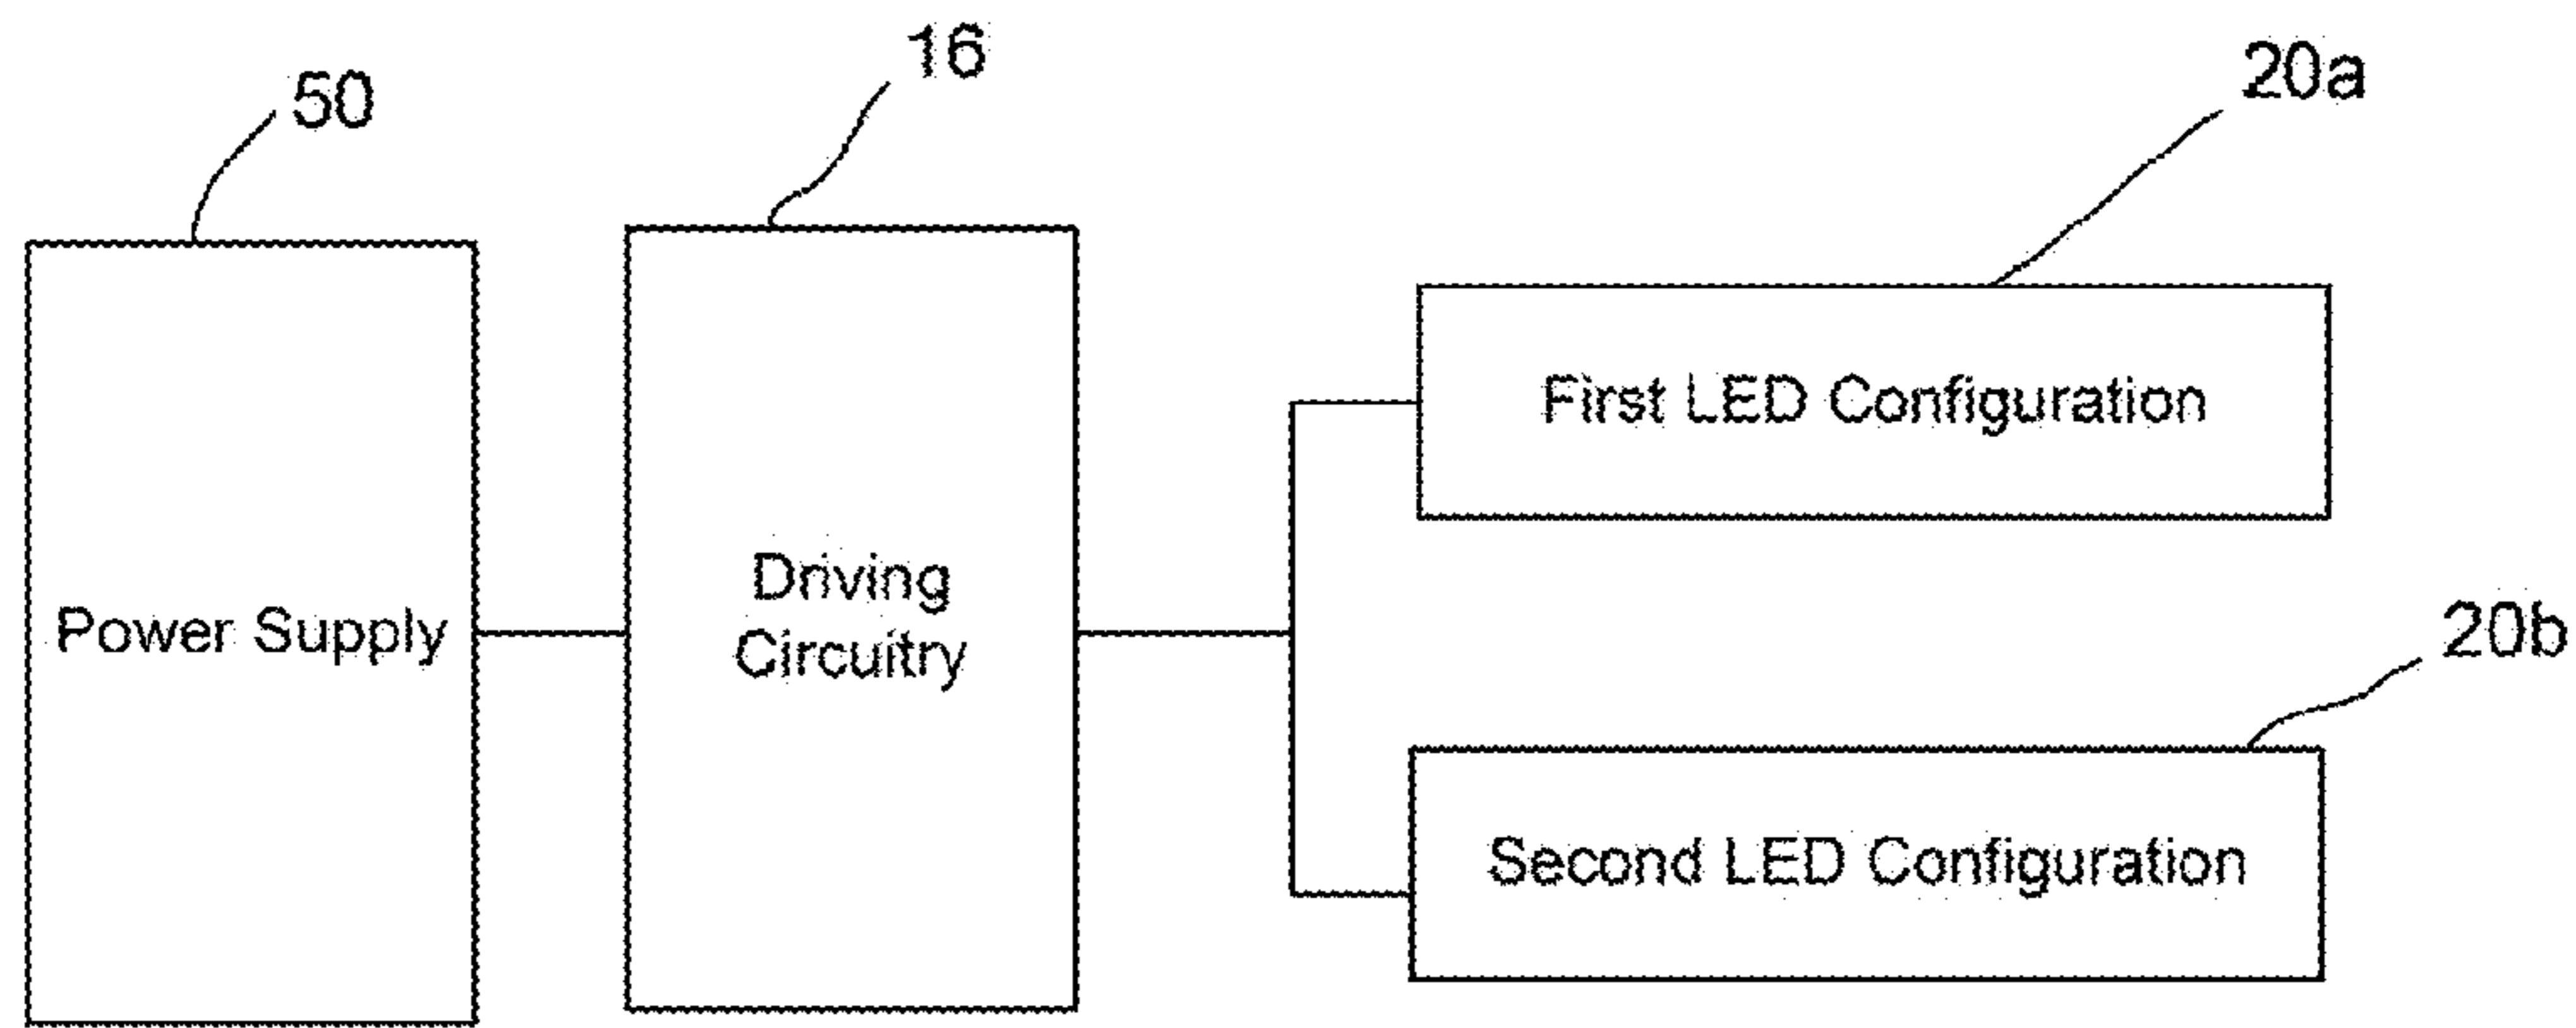 50
16
20a
First LED Configuration
Power Supply
Driving
Circuitry
20b
Second LED Configuration